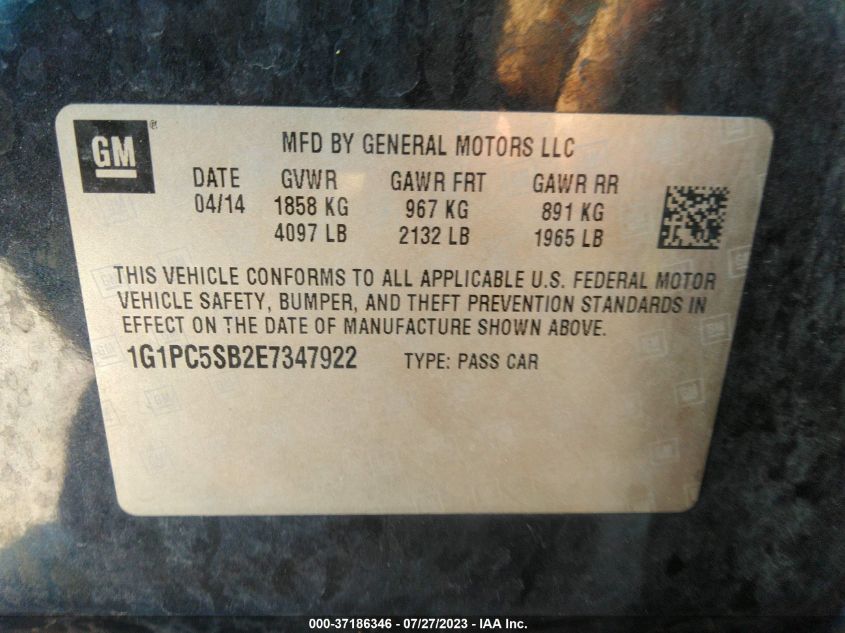 GM ®
MFD BY GENERAL MOTORS LLC
DATE GVWR GAWR FRT GAWR RR
04/14 1858 KG 967 KG 891 KG
4097 LB 2132 LB 1965 LB
THIS VEHICLE CONFORMS TO ALL APPLICABLE U.S. FEDERAL MOTOR
VEHICLE SAFETY, BUMPER, AND THEFT PREVENTION STANDARDS IN
EFFECT ON THE DATE OF MANUFACTURE SHOWN ABOVE.
1G1PC5SB2E7347922 TYPE: PASS CAR
000-37186346 - 07/27/2023 - IAA Inc.